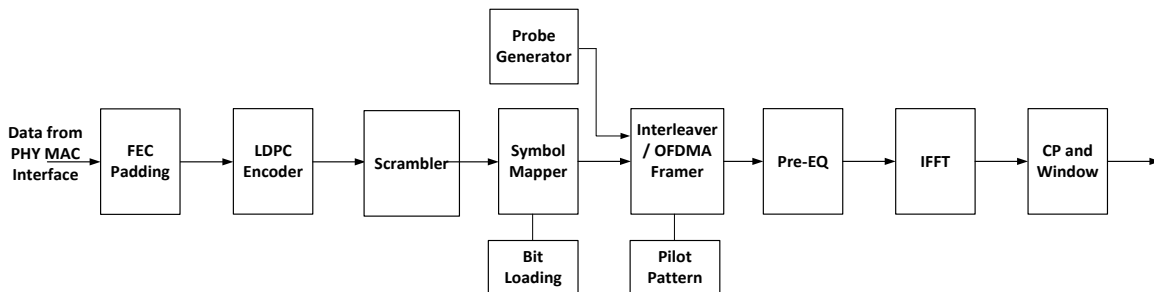 Probe
Generator
Data from
PHY MAC
Interface
FEC
Padding
LDPC
Encoder
Scrambler
Symbol
Mapper
Interleaver
/ OFDMA
Framer
Pre-EQ
IFFT
CP and
Window
Bit
Loading
Pilot
Pattern